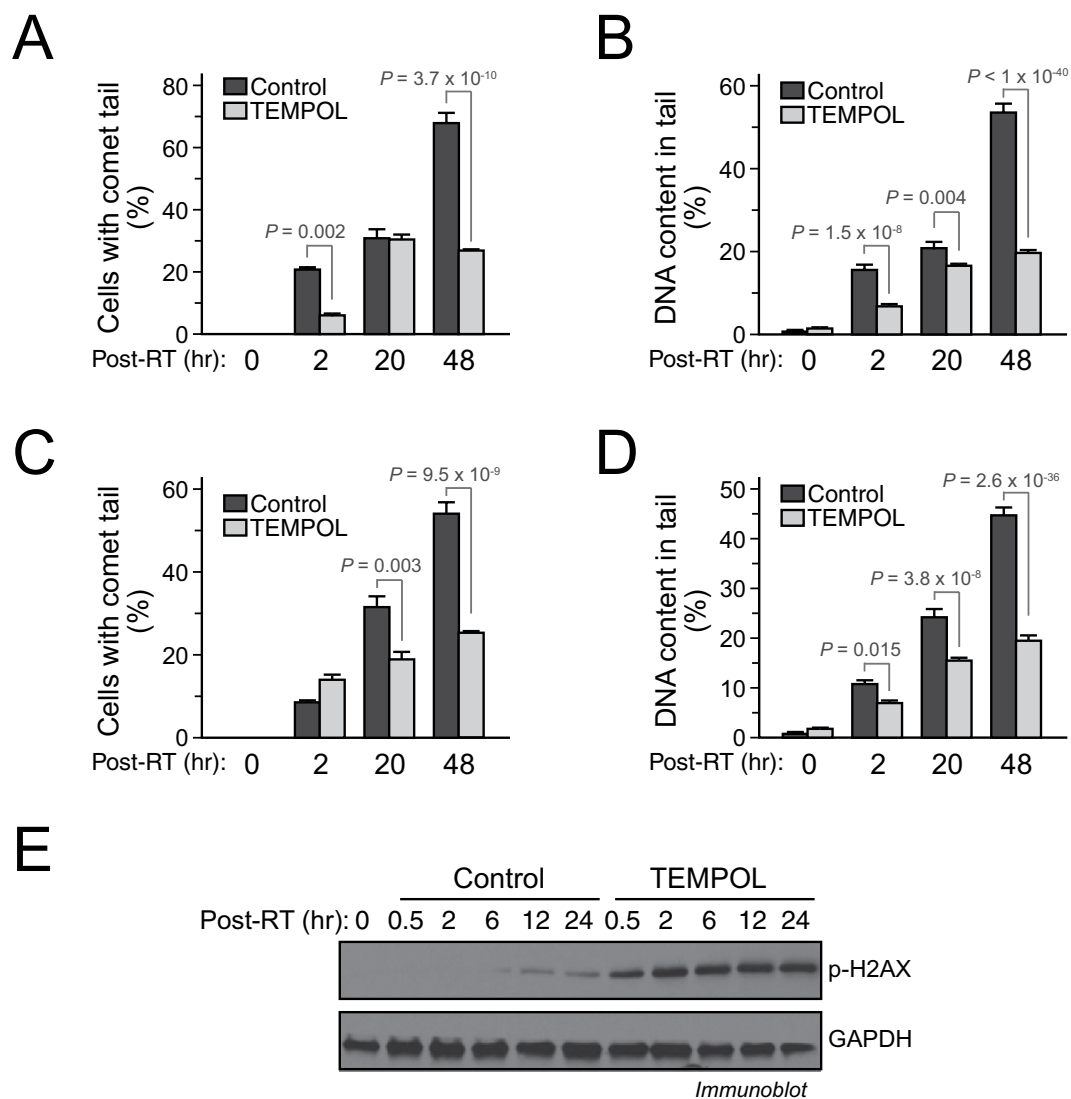 A
Cells with comet tail
(%)
80
60
40
20
0
Control
TEMPOL
P = 0.002
P = 3.7 x 10-10
Post-RT (hr): 0 2 20 48
B
DNA content in tail
(%)
60
40
20
0
Control
TEMPOL
P = 1.5 x 10-8
P = 0.004
P < 1 x 10-40
Post-RT (hr): 0 2 20 48
C
Cells with comet tail
(%)
60
40
20
0
Control
TEMPOL
P = 0.003
P = 9.5 x 10-9
Post-RT (hr): 0 2 20 48
D
DNA content in tail
(%)
50
40
30
20
10
0
Control
TEMPOL
P = 0.015
P = 3.8 x 10-8
P = 2.6 x 10-36
Post-RT (hr): 0 2 20 48
E
Control TEMPOL
Post-RT (hr): 0 0.5 2 6 12 24 0.5 2 6 12 24
p-H2AX
GAPDH
Immunoblot